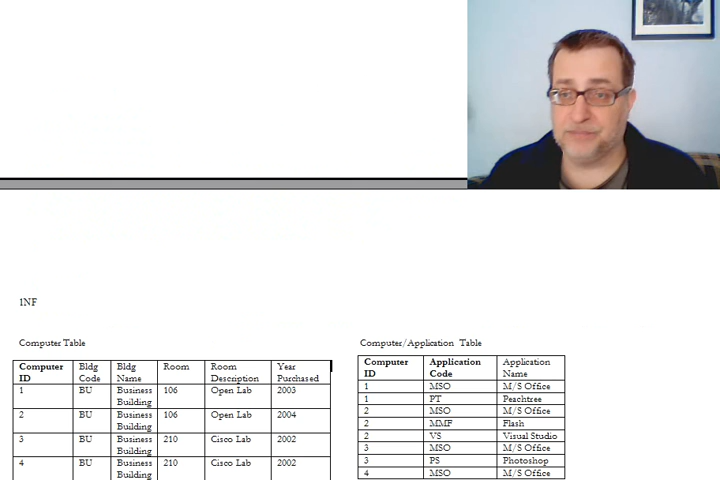 1NF
Computer Table
Computer ID Bldg Code Bldg Name Room Room Description Year Purchased
1 BU Business Building 106 Open Lab 2003
2 BU Business Building 106 Open Lab 2004
3 BU Business Building 210 Cisco Lab 2002
4 BU Business Building 210 Cisco Lab 2002
Computer/Application Table
Computer ID Application Code Application Name
1 MSO M/S Office
1 PT Peachtree
2 MSO M/S Office
2 MMF Flash
2 VS Visual Studio
3 MSO M/S Office
3 PS Photoshop
4 MSO M/S Office